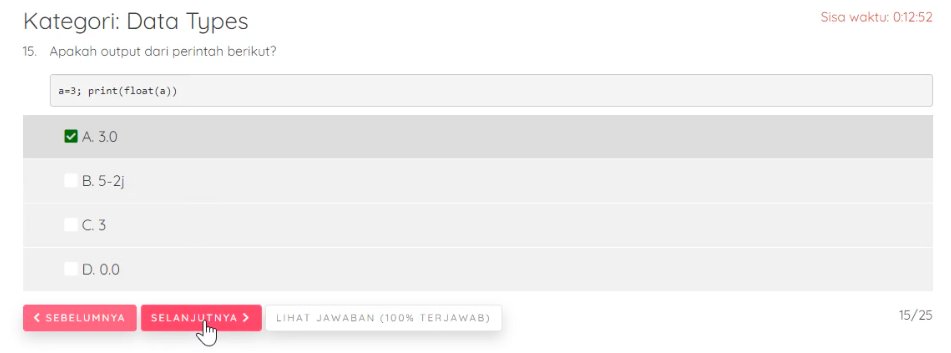 Kategori: Data Types
Sisa waktu: 0:12:52
15. Apakah output dari perintah berikut?
a=3; print(float(a))
A. 3.0
B. 5-2j
C. 3
D. 0.0
SEBELUMNYA
SELANJUTNYA
LIHAT JAWABAN (100% TERJAWAB)
15/25